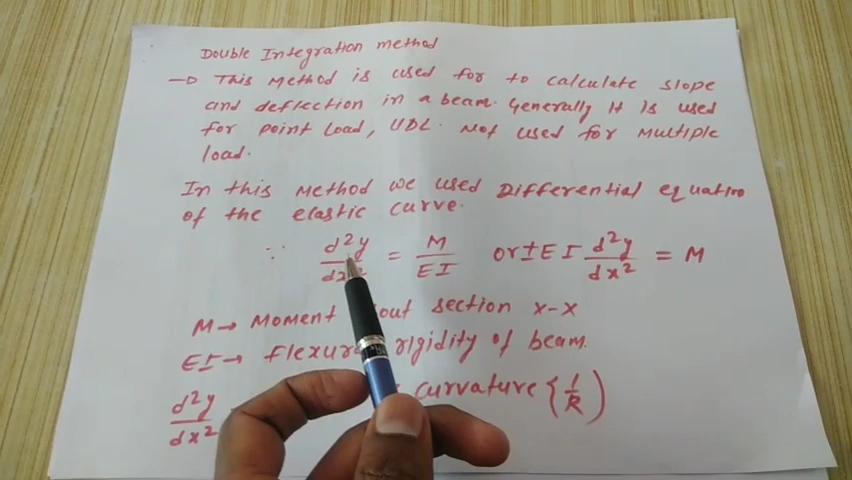 Double Integration method
→ This Method is used for to calculate slope
and deflection in a beam. Generally It is used
for point load, UDL. Not used for Multiple
load.
In this Method we used Differential equation
of the elastic curve.
∵ d²y/dx² = M/EI or ± EI d²y/dx² = M
M → Moment section x-x
EI → rigidity of beam.
d²y/dx² curvature {1/R}